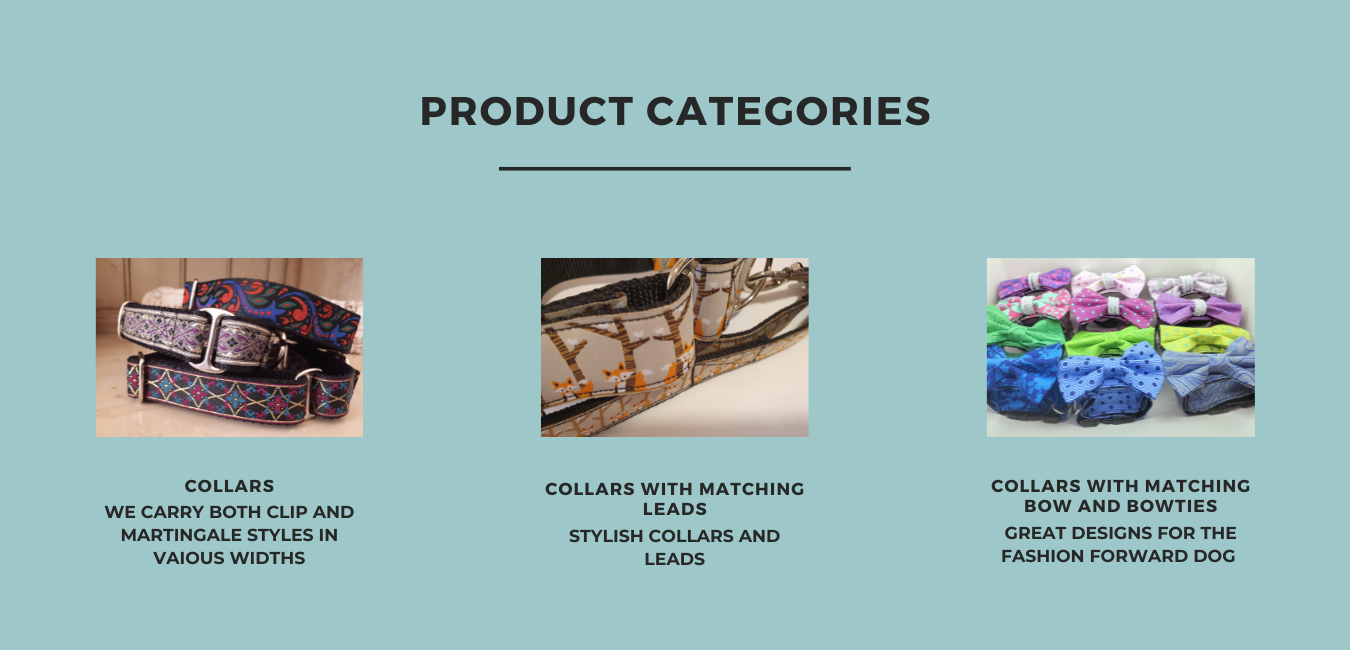 PRODUCT CATEGORIES
COLLARS
WE CARRY BOTH CLIP AND
MARTINGALE STYLES IN
VAIOUS WIDTHS
COLLARS WITH MATCHING
LEADS
STYLISH COLLARS AND
LEADS
COLLARS WITH MATCHING
BOW AND BOWTIES
GREAT DESIGNS FOR THE
FASHION FORWARD DOG